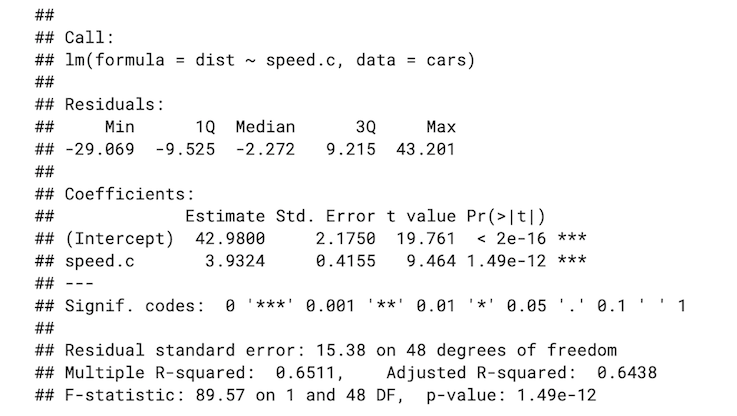 ##
## Call:
## lm(formula = dist ~ speed.c, data = cars)
##
## Residuals:
##     Min      1Q  Median      3Q     Max
## -29.069  -9.525  -2.272   9.215  43.201
##
## Coefficients:
##             Estimate Std. Error t value Pr(>|t|)
## (Intercept)  42.9800     2.1750  19.761  < 2e-16 ***
## speed.c       3.9324     0.4155   9.464 1.49e-12 ***
## ---
## Signif. codes:  0 '***' 0.001 '**' 0.01 '*' 0.05 '.' 0.1 ' ' 1
##
## Residual standard error: 15.38 on 48 degrees of freedom
## Multiple R-squared:  0.6511,    Adjusted R-squared:  0.6438
## F-statistic: 89.57 on 1 and 48 DF,  p-value: 1.49e-12